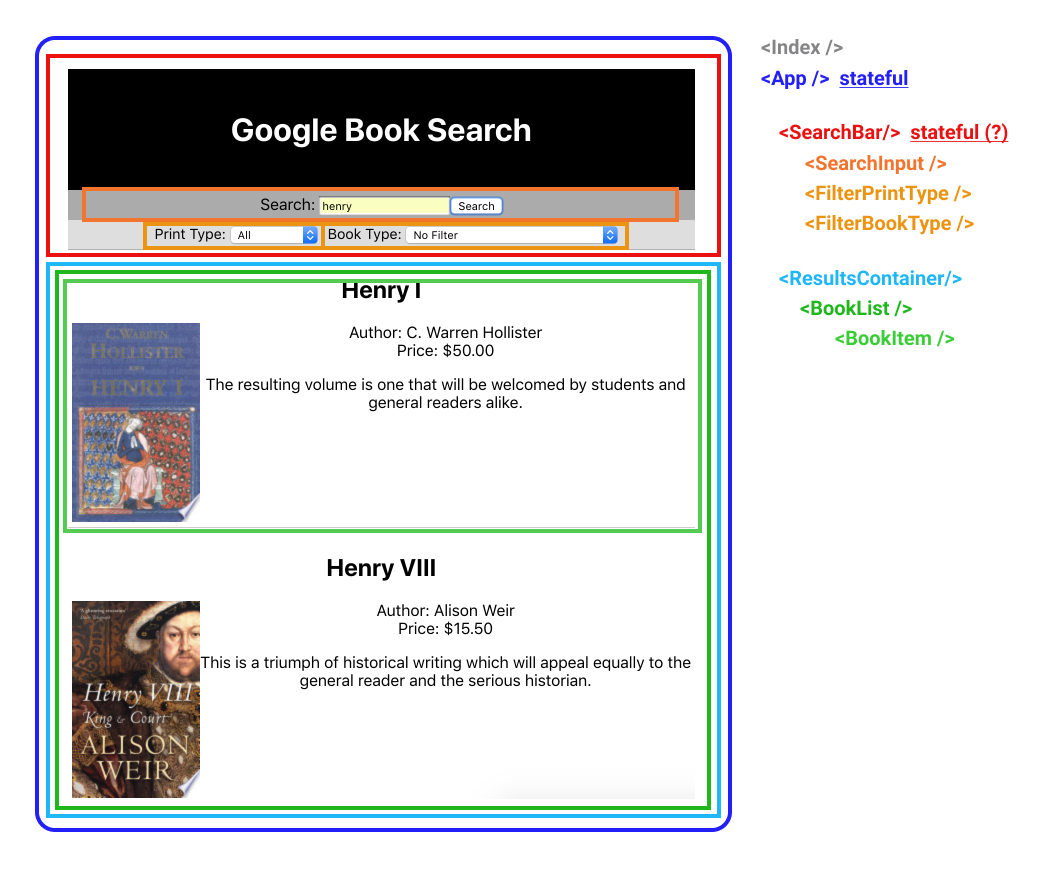 Google Book Search
Search: henry Search
Print Type: All Book Type: No Filter
Henry I
C. WARREN
HOLLISTER
HENRY I
Author: C. Warren Hollister
Price: $50.00
The resulting volume is one that will be welcomed by students and
general readers alike.
Henry VIII
Henry VIII
King & Court
ALISON
WEIR
Author: Alison Weir
Price: $15.50
This is a triumph of historical writing which will appeal equally to the
general reader and the serious historian.
<Index />
<App /> stateful
<SearchBar/> stateful (?)
<SearchInput />
<FilterPrintType />
<FilterBookType />
<ResultsContainer/>
<BookList />
<BookItem />